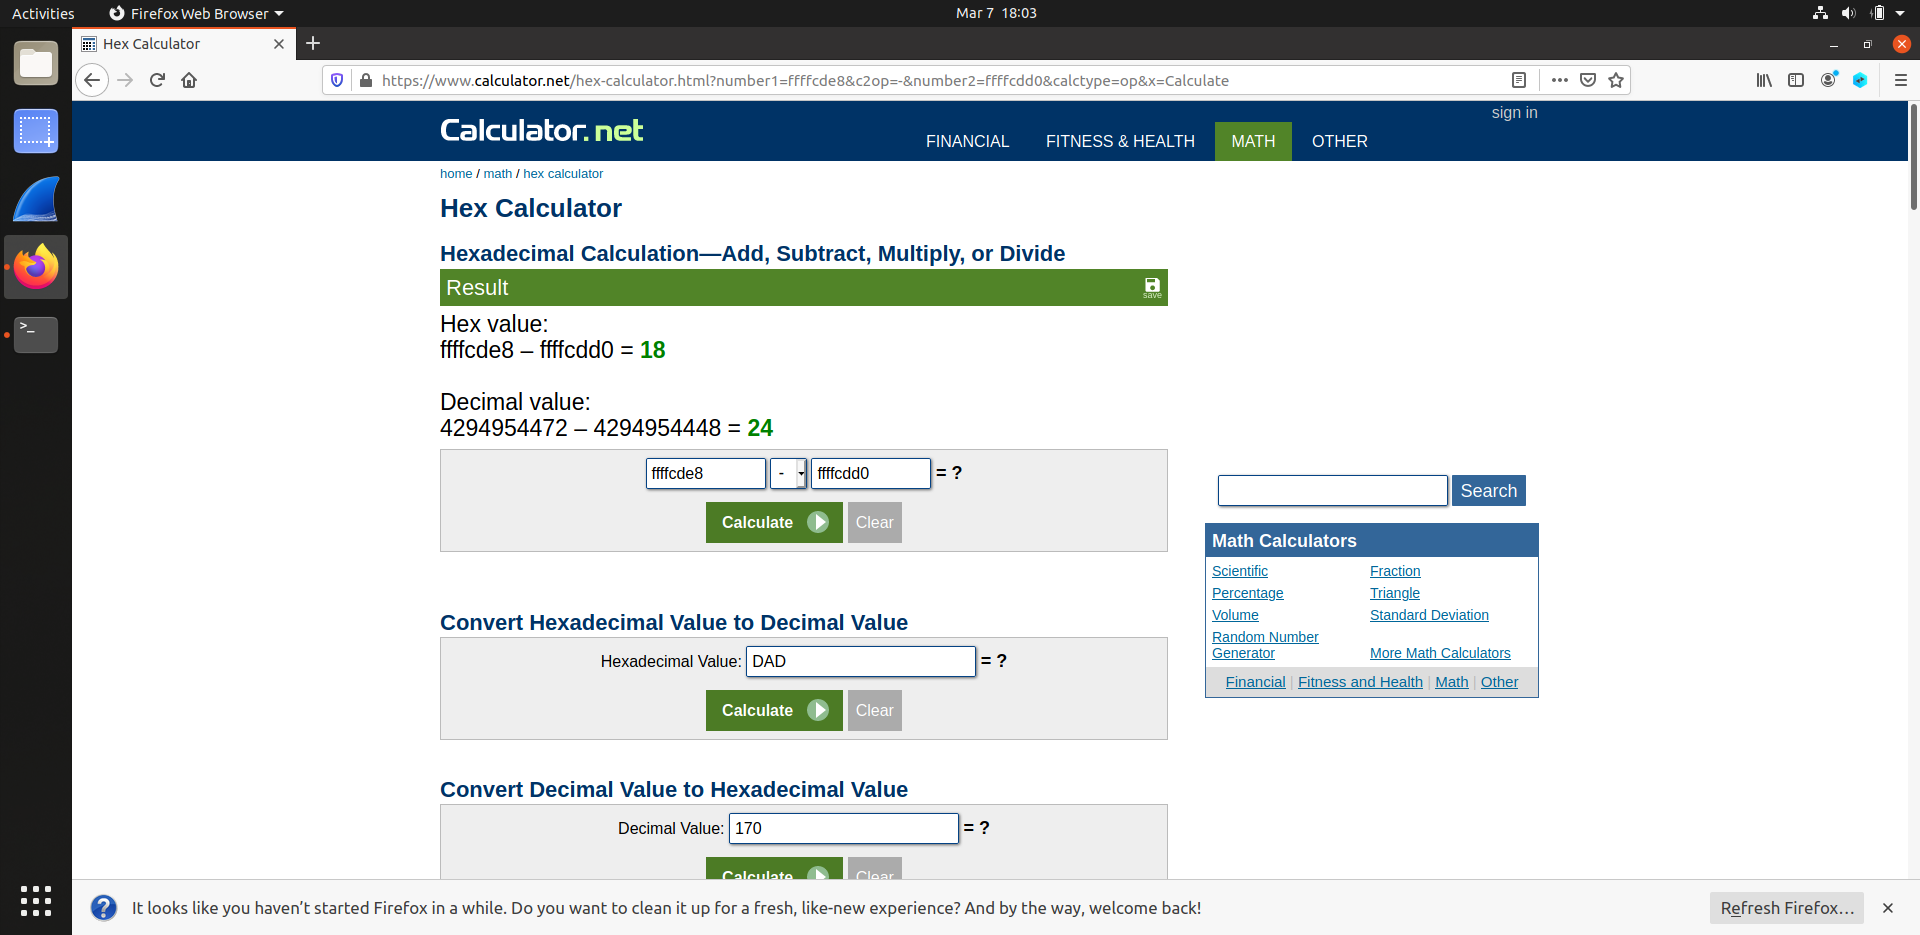 Activities
Firefox Web Browser
Mar 7 18:03
Hex Calculator
https://www.calculator.net/hex-calculator.html?number1=ffffcde8&c2op=-&number2=ffffcdd0&calctype=op&x=Calculate
sign in
Calculator.net
FINANCIAL FITNESS & HEALTH MATH OTHER
home / math / hex calculator
Hex Calculator
Hexadecimal Calculation—Add, Subtract, Multiply, or Divide
Result
save
Hex value:
ffffcde8 – ffffcdd0 = 18
Decimal value:
4294954472 – 4294954448 = 24
ffffcde8 - ffffcdd0 = ?
Calculate Clear
Search
Math Calculators
Scientific Fraction
Percentage Triangle
Volume Standard Deviation
Random Number
Generator More Math Calculators
Financial | Fitness and Health | Math | Other
Convert Hexadecimal Value to Decimal Value
Hexadecimal Value: DAD = ?
Calculate Clear
Convert Decimal Value to Hexadecimal Value
Decimal Value: 170 = ?
Calculate Clear
It looks like you haven’t started Firefox in a while. Do you want to clean it up for a fresh, like-new experience? And by the way, welcome back!
Refresh Firefox…